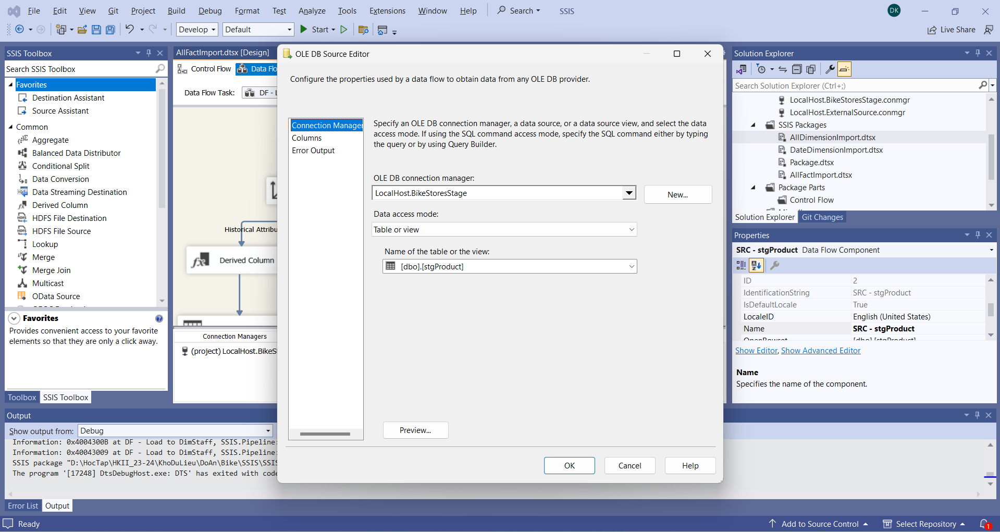 File Edit View Git Project Build Debug Format Test Analyze Tools Extensions Window Help Search SSIS DK
Develop Default Start Live Share
SSIS Toolbox
Search SSIS Toolbox
Favorites
Destination Assistant
Source Assistant
Common
Aggregate
Balanced Data Distributor
Conditional Split
Data Conversion
Data Streaming Destination
Derived Column
HDFS File Destination
HDFS File Source
Lookup
Merge
Merge Join
Multicast
OData Source
Favorites
Provides convenient access to your favorite
elements so that they are only a click away.
Toolbox SSIS Toolbox
AllFactImport.dtsx [Design]
Control Flow Data Flo
Data Flow Task: DF - L
Historical Attribu
Derived Column
Connection Managers
(project) LocalHost.BikeS
OLE DB Source Editor
Configure the properties used by a data flow to obtain data from any OLE DB provider.
Connection Manager
Columns
Error Output
Specify an OLE DB connection manager, a data source, or a data source view, and select the data
access mode. If using the SQL command access mode, specify the SQL command either by typing
the query or by using Query Builder.
OLE DB connection manager:
LocalHost.BikeStoresStage New...
Data access mode:
Table or view
Name of the table or the view:
[dbo].[stgProduct]
Preview...
OK Cancel Help
Solution Explorer
Search Solution Explorer (Ctrl+;)
LocalHost.BikeStoresStage.conmgr
LocalHost.ExternalSource.conmgr
SSIS Packages
AllDimensionImport.dtsx
DateDimensionImport.dtsx
Package.dtsx
AllFactImport.dtsx
Package Parts
Control Flow
Solution Explorer Git Changes
Properties
SRC - stgProduct Data Flow Component
ID 2
IdentificationString SRC - stgProduct
IsDefaultLocale True
LocaleID English (United States)
Name SRC - stgProduct
OpenRowset [dbo].[stgProduct]
Show Editor, Show Advanced Editor
Name
Specifies the name of the component.
Output
Show output from: Debug
Information: 0x4004300B at DF - Load to DimStaff, SSIS.Pipeline:
Information: 0x40043009 at DF - Load to DimStaff, SSIS.Pipeline:
SSIS package "D:\HocTap\HKII_23-24\KhoDuLieu\DoAn\Bike\SSIS\SSIS
The program '[17248] DtsDebugHost.exe: DTS' has exited with code
Error List Output
Ready Add to Source Control Select Repository 1